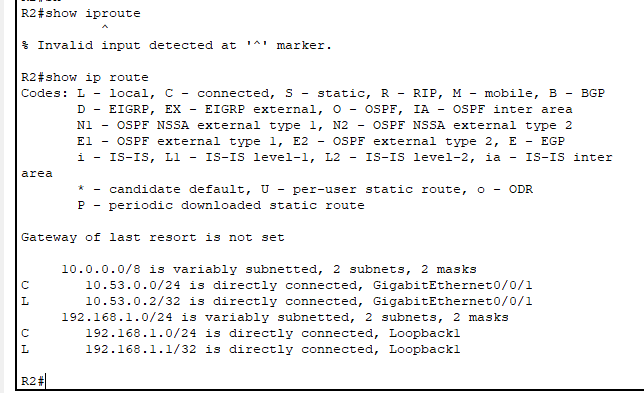 R2#show iproute
^
% Invalid input detected at '^' marker.
R2#show ip route
Codes: L - local, C - connected, S - static, R - RIP, M - mobile, B - BGP
D - EIGRP, EX - EIGRP external, O - OSPF, IA - OSPF inter area
N1 - OSPF NSSA external type 1, N2 - OSPF NSSA external type 2
E1 - OSPF external type 1, E2 - OSPF external type 2, E - EGP
i - IS-IS, L1 - IS-IS level-1, L2 - IS-IS level-2, ia - IS-IS inter
area
* - candidate default, U - per-user static route, o - ODR
P - periodic downloaded static route
Gateway of last resort is not set
10.0.0.0/8 is variably subnetted, 2 subnets, 2 masks
C 10.53.0.0/24 is directly connected, GigabitEthernet0/0/1
L 10.53.0.2/32 is directly connected, GigabitEthernet0/0/1
192.168.1.0/24 is variably subnetted, 2 subnets, 2 masks
C 192.168.1.0/24 is directly connected, Loopback1
L 192.168.1.1/32 is directly connected, Loopback1
R2#